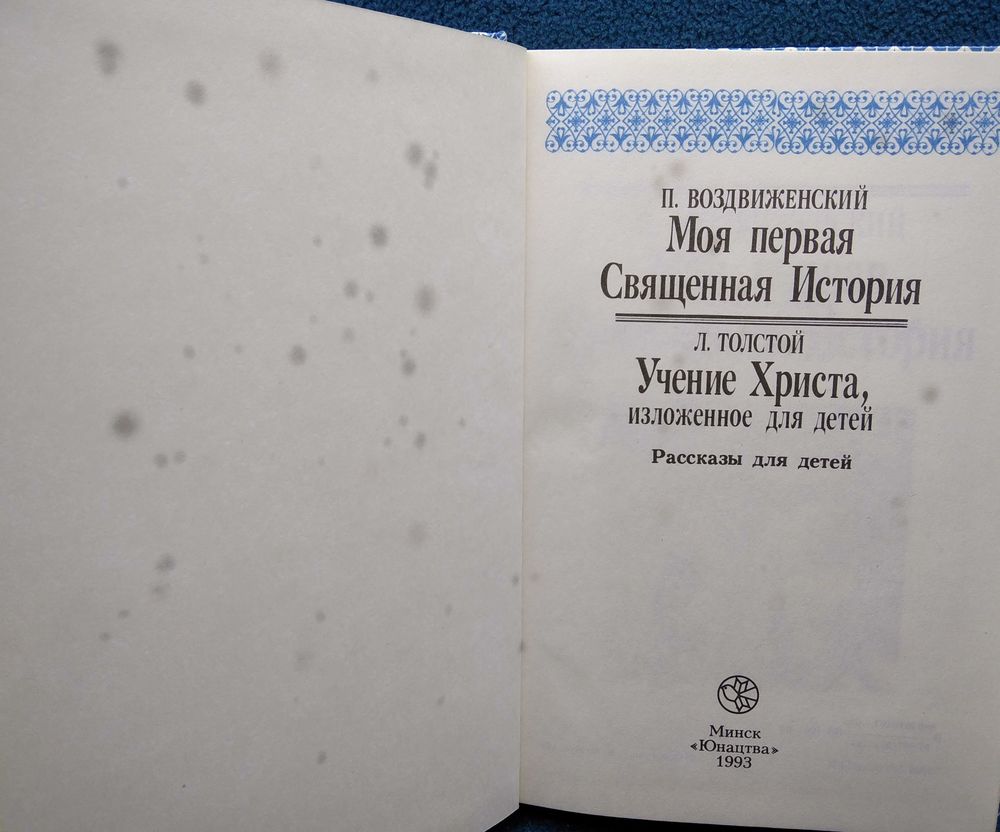 П. ВОЗДВИЖЕНСКИЙ
Моя первая
Священная История
Л. ТОЛСТОЙ
Учение Христа,
изложенное для детей
Рассказы для детей
Минск
«Юнацтва»
1993